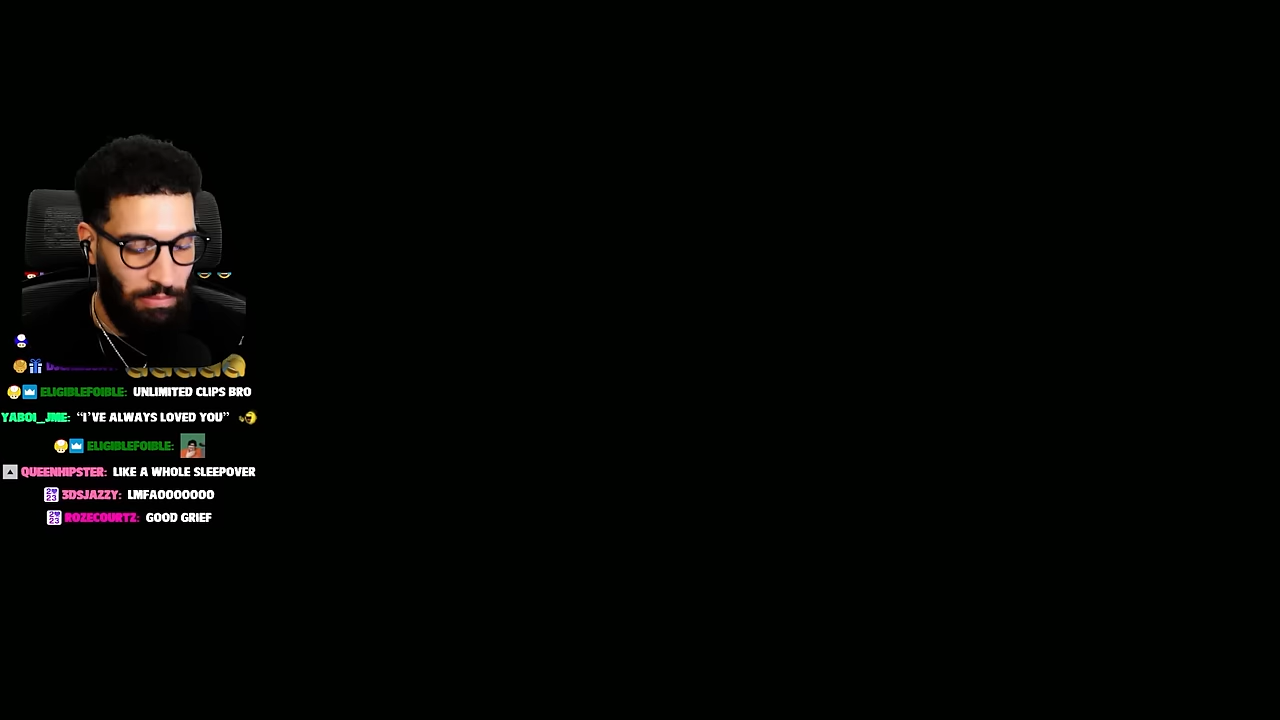 ELIGIBLEFOIBLE: UNLIMITED CLIPS BRO
YABOI_JME: “I'VE ALWAYS LOVED YOU”
ELIGIBLEFOIBLE:
QUEENHIPSTER: LIKE A WHOLE SLEEPOVER
3DSJAZZY: LMFAOOOOOOO
ROZECOURTZ: GOOD GRIEF